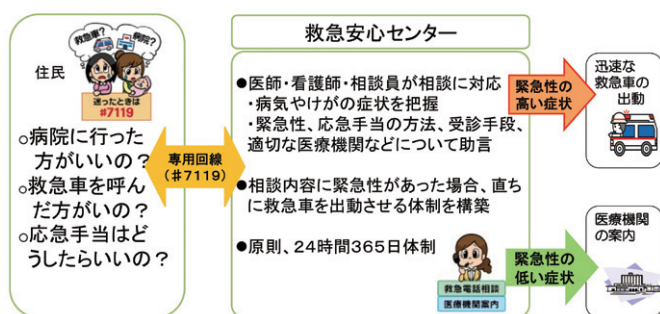 救急車？
病院？
住民
迷ったときは
#7119
○病院に行った
方がいいの？
○救急車を呼ん
だ方がいの？
○応急手当はど
うしたらいいの？
専用回線
（＃7119）
救急安心センター
●医師・看護師・相談員が相談に対応
・病気やけがの症状を把握
・緊急性、応急手当の方法、受診手段、
適切な医療機関などについて助言
●相談内容に緊急性があった場合、直ち
に救急車を出動させる体制を構築
●原則、24時間365日体制
救急電話相談
医療機関案内
緊急性の
高い症状
迅速な
救急車の
出動
緊急性の
低い症状
医療機関
の案内